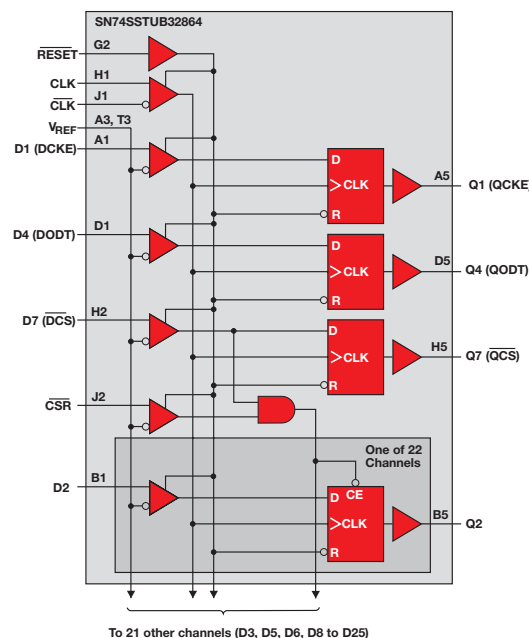 SN74SSTUB32864
RESET G2
CLK H1
CLK J1
VREF A3, T3
D1 (DCKE) A1
D
CLK
R
A5
Q1 (QCKE)
D4 (DODT) D1
D
CLK
R
D5
Q4 (QODT)
D7 (DCS) H2
D
CLK
R
H5
Q7 (QCS)
CSR J2
One of 22
Channels
D2 B1
CE
D
CLK
R
B5
Q2
To 21 other channels (D3, D5, D6, D8 to D25)